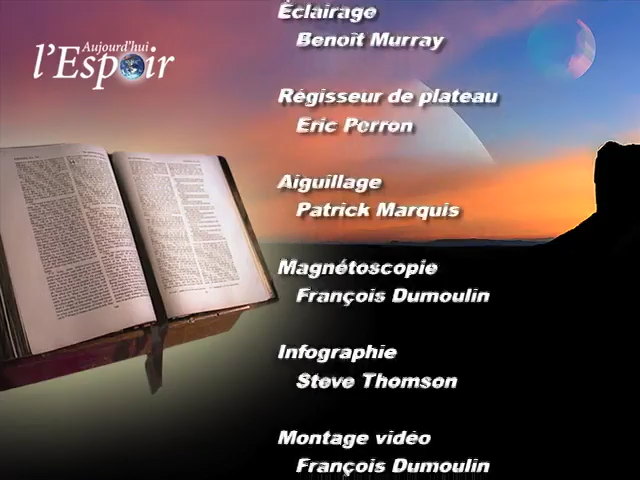 Aujourd'hui
l'Espoir
Éclairage
Benoît Murray
Régisseur de plateau
Eric Perron
Aiguillage
Patrick Marquis
Magnétoscopie
François Dumoulin
Infographie
Steve Thomson
Montage vidéo
François Dumoulin